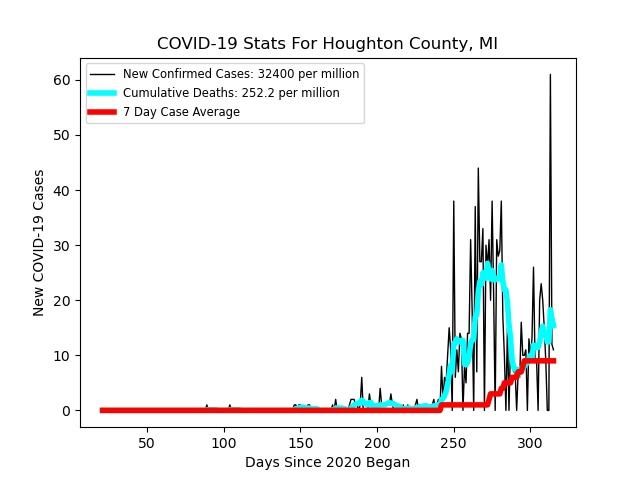 COVID-19 Stats For Houghton County, MI
New Confirmed Cases: 32400 per million
Cumulative Deaths: 252.2 per million
7 Day Case Average
60
50
40
30
20
10
0
New COVID-19 Cases
50 100 150 200 250 300
Days Since 2020 Began